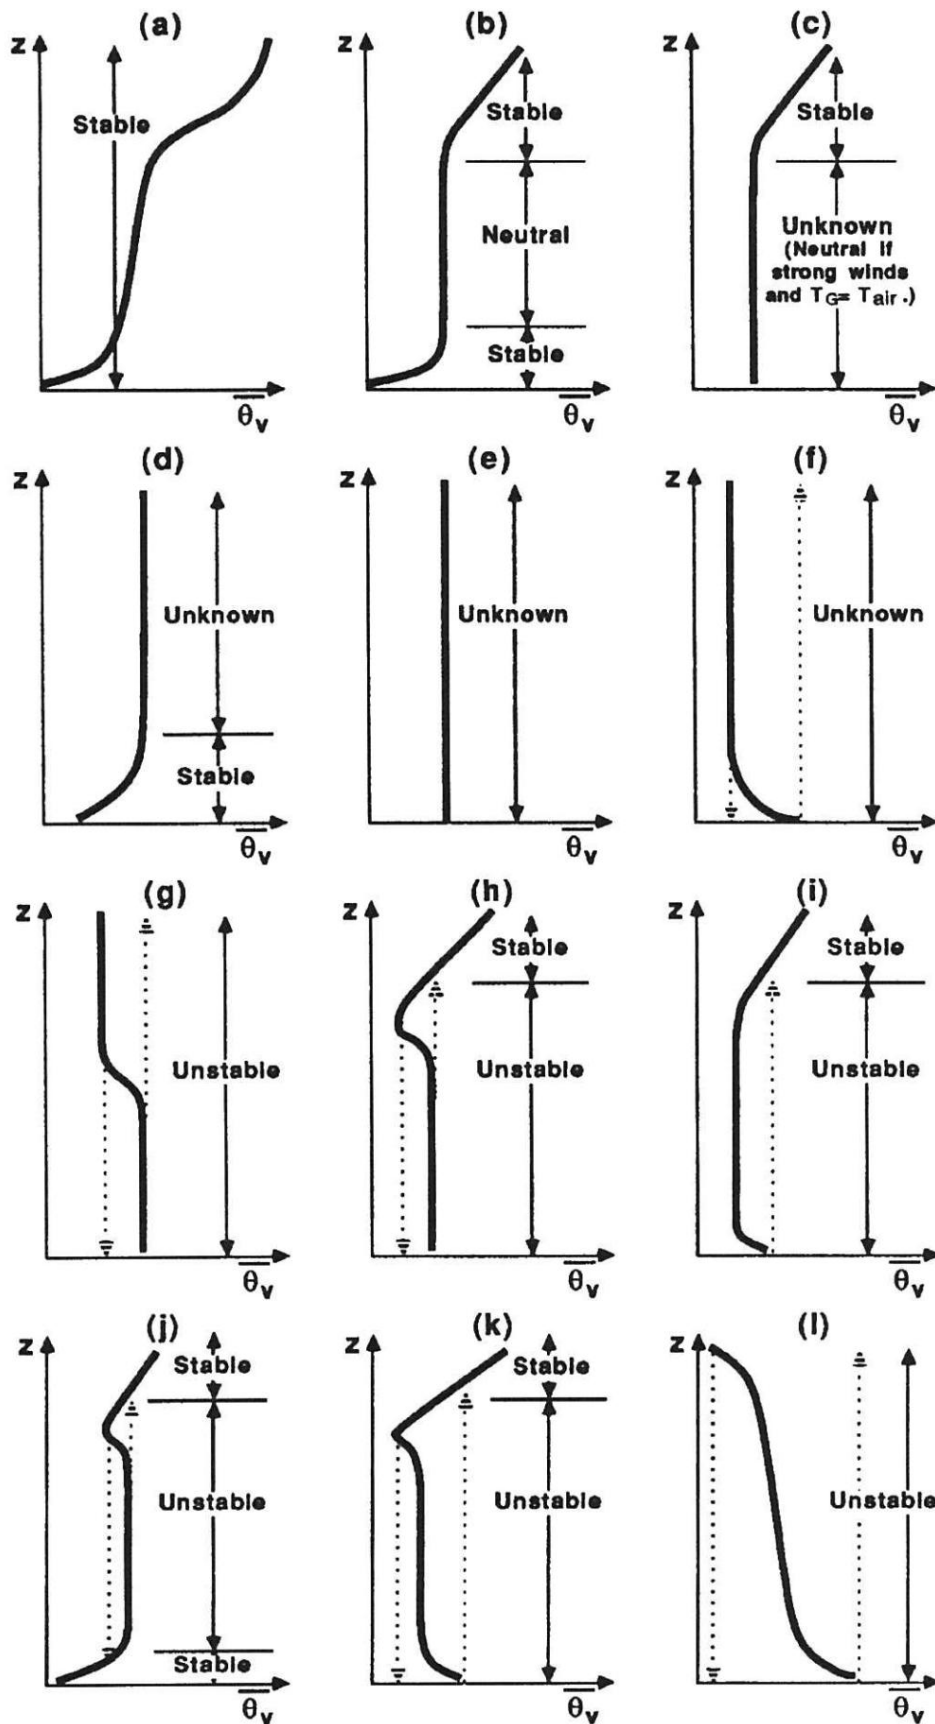 (a)
z
Stable
θv
(b)
z
Stable
Neutral
Stable
θv
(c)
z
Stable
Unknown
(Neutral if
strong winds
and TG= Tair.)
θv
(d)
z
Unknown
Stable
θv
(e)
z
Unknown
θv
(f)
z
Unknown
θv
(g)
z
Unstable
θv
(h)
z
Stable
Unstable
θv
(i)
z
Stable
Unstable
θv
(j)
z
Stable
Unstable
Stable
θv
(k)
z
Stable
Unstable
θv
(l)
z
Unstable
θv